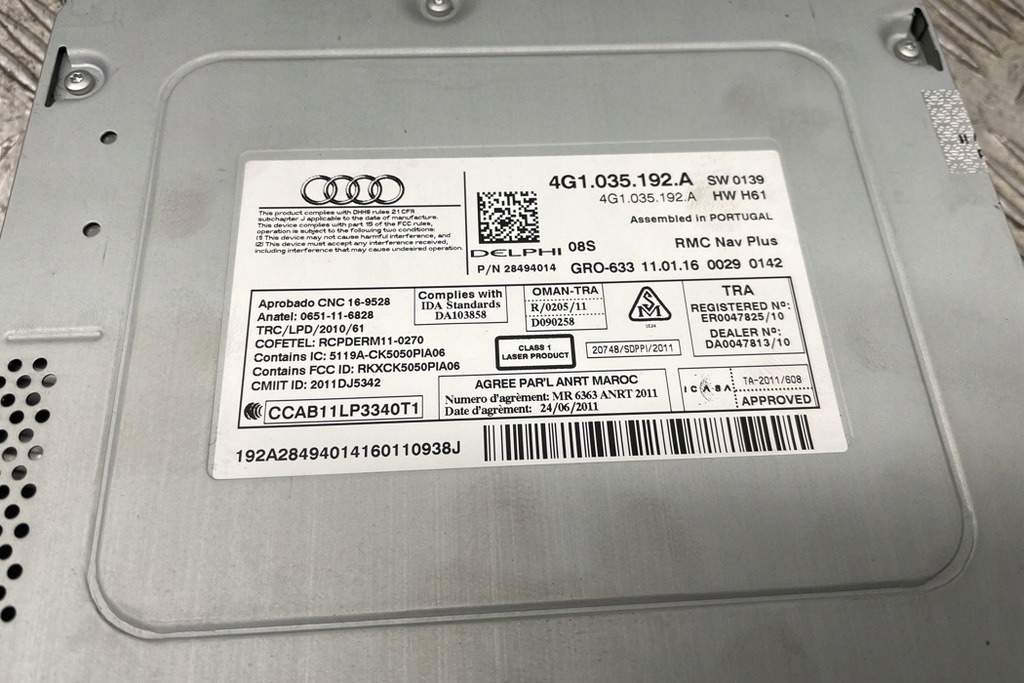 This product complies with DHHS rules 21 CFR
subchapter J applicable to the date of manufacture.
This device complies with part 15 of the FCC rules,
operation is subject to the following two conditions:
(1) This device may not cause harmful interference, and
(2) This device must accept any interference received,
including interference that may cause undesired operation.
4G1.035.192.A SW 0139
4G1.035.192.A HW H61
Assembled in PORTUGAL
DELPHI 08S RMC Nav Plus
P/N 28494014 GRO-633 11.01.16 0029 0142
Aprobado CNC 16-9528
Anatel: 0651-11-6828
TRC/LPD/2010/61
COFETEL: RCPDERM11-0270
Contains IC: 5119A-CK5050PIA06
Contains FCC ID: RKXCK5050PIA06
CMIIT ID: 2011DJ5342
CCAB11LP3340T1
Complies with
IDA Standards
DA103858
OMAN-TRA
R/0205/11
D090258
CLASS 1
LASER PRODUCT
1024
20748/SDPPI/2011
TRA
REGISTERED No:
ER0047825/10
DEALER No:
DA0047813/10
AGREE PAR'L ANRT MAROC
Numero d'agrément: MR 6363 ANRT 2011
Date d'agrèment: 24/06/2011
ICASA
TA-2011/608
APPROVED
192A28494014160110938J